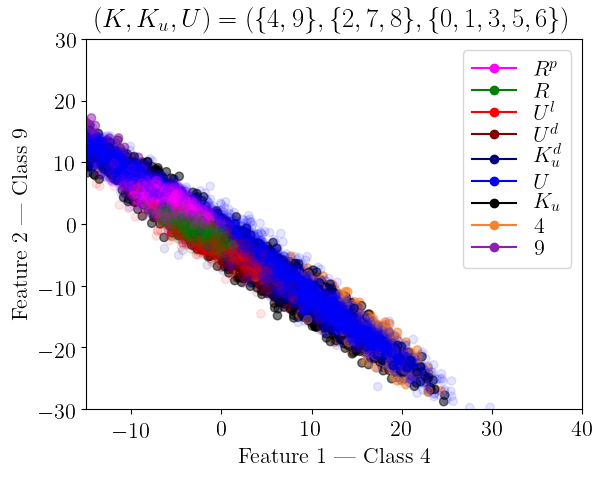 (K, K_u, U) = ({4, 9}, {2, 7, 8}, {0, 1, 3, 5, 6})
30
20
10
0
−10
−20
−30
Feature 2 — Class 9
R^p
R
U^l
U^d
K_u^d
U
K_u
4
9
−10
0
10
20
30
40
Feature 1 — Class 4